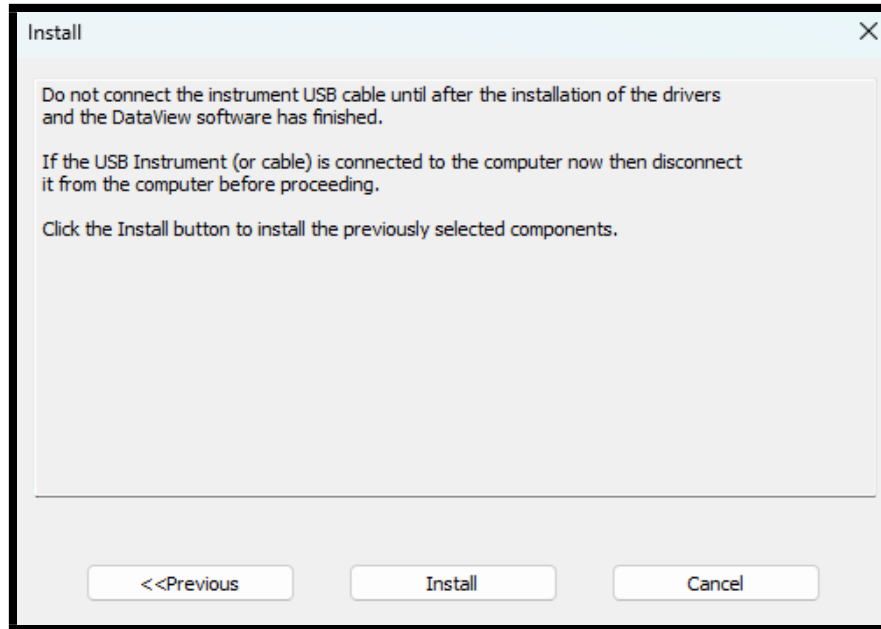 Install
Do not connect the instrument USB cable until after the installation of the drivers
and the DataView software has finished.
If the USB Instrument (or cable) is connected to the computer now then disconnect
it from the computer before proceeding.
Click the Install button to install the previously selected components.
<<Previous
Install
Cancel